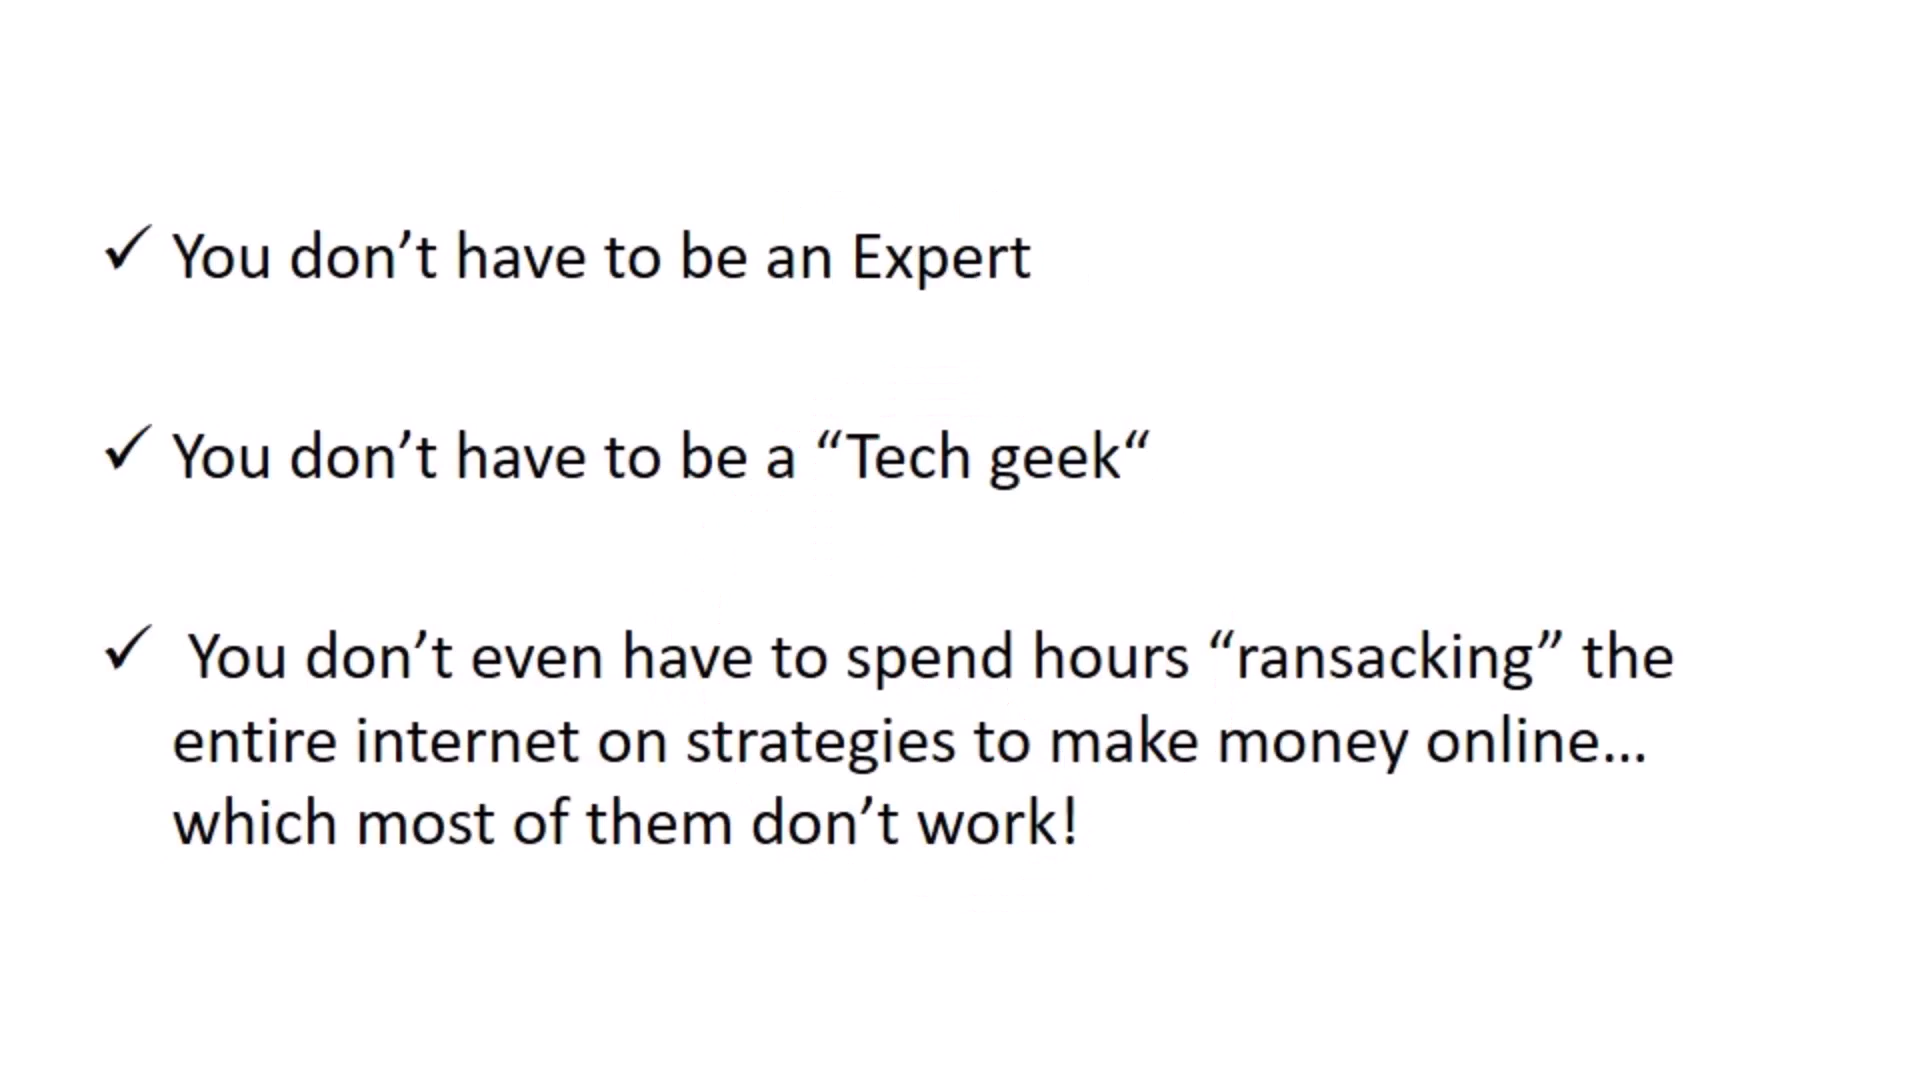 ✓ You don’t have to be an Expert
✓ You don’t have to be a “Tech geek“
✓ You don’t even have to spend hours “ransacking” the
entire internet on strategies to make money online...
which most of them don’t work!